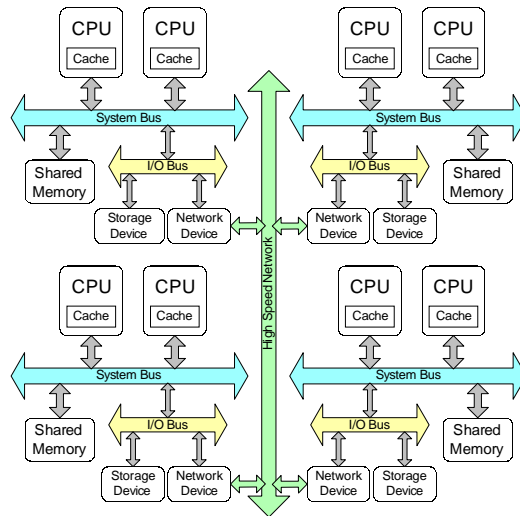 CPU CPU CPU CPU
Cache Cache Cache Cache
System Bus System Bus
I/O Bus I/O Bus
Shared Shared
Memory Memory
Storage Network Network Storage
Device Device Device Device
High Speed Network
CPU CPU CPU CPU
Cache Cache Cache Cache
System Bus System Bus
I/O Bus I/O Bus
Shared Shared
Memory Memory
Storage Network Network Storage
Device Device Device Device